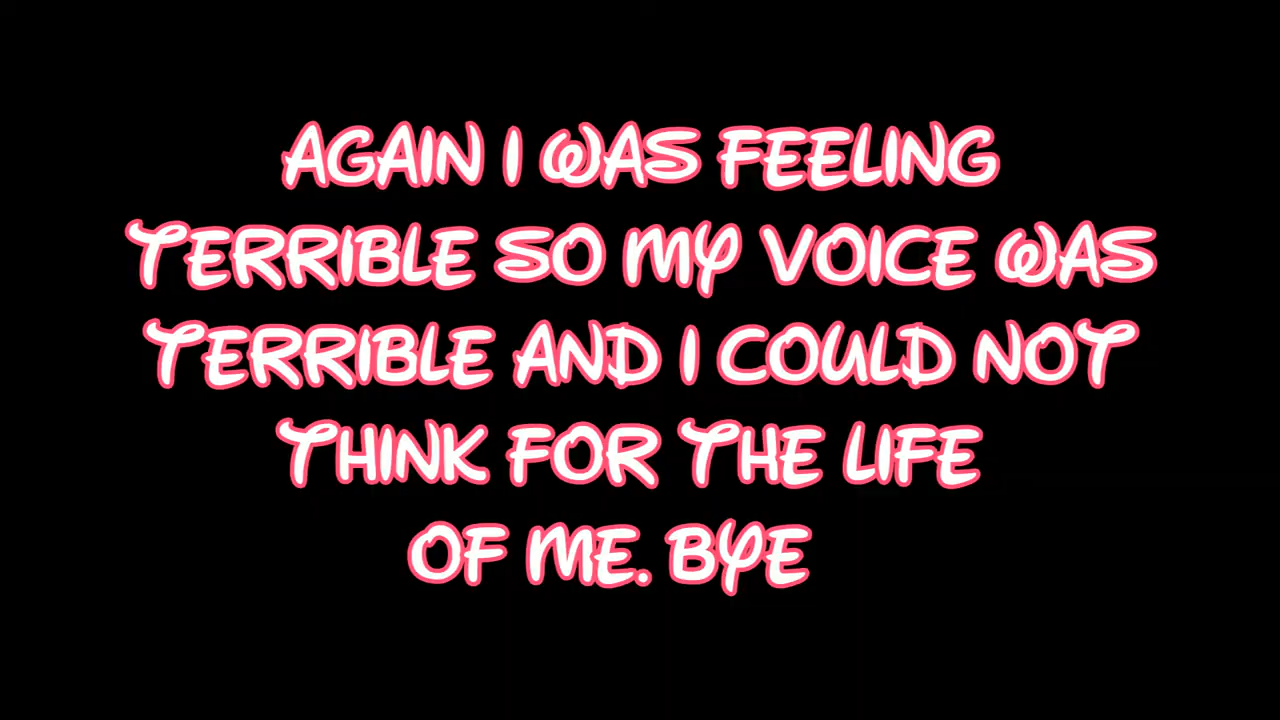 AGAIN I WAS FEELING
TERRIBLE SO MY VOICE WAS
TERRIBLE AND I COULD NOT
THINK FOR THE LIFE
OF ME. BYE